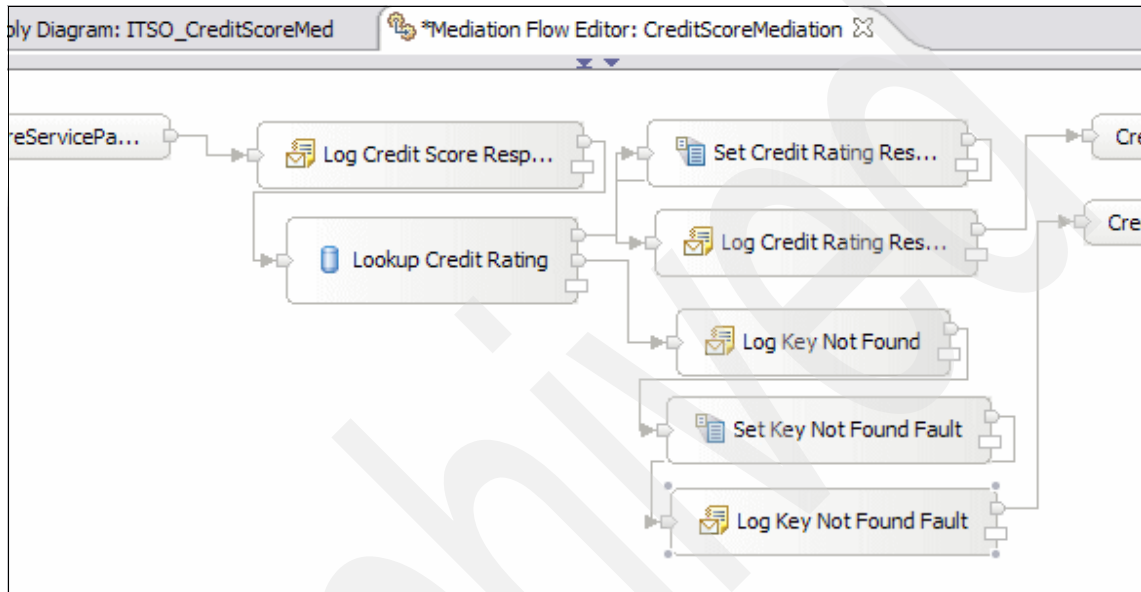 ply Diagram: ITSO_CreditScoreMed
*Mediation Flow Editor: CreditScoreMediation
reServicePa...
Log Credit Score Resp...
Set Credit Rating Res...
Cre
Log Credit Rating Res...
Cre
Lookup Credit Rating
Log Key Not Found
Set Key Not Found Fault
Log Key Not Found Fault